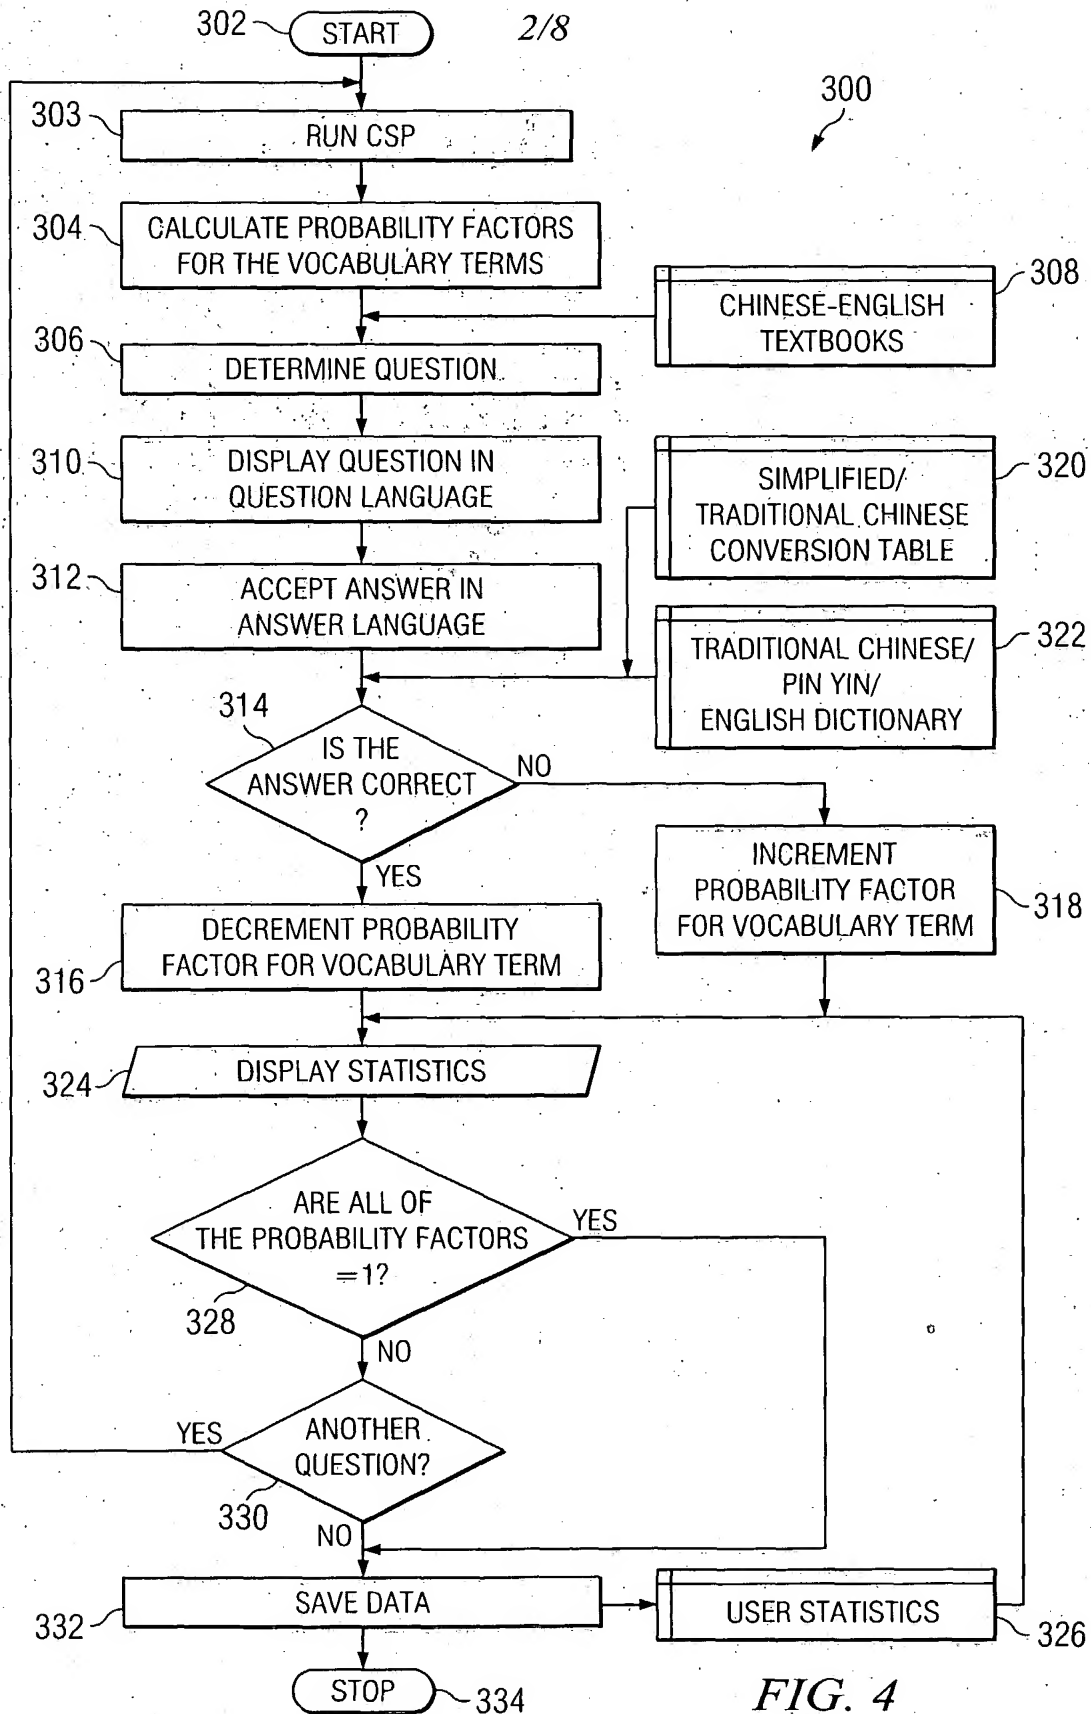 2/8
302
START
300
303
RUN CSP
304
CALCULATE PROBABILITY FACTORS
FOR THE VOCABULARY TERMS
308
CHINESE-ENGLISH
TEXTBOOKS
306
DETERMINE QUESTION
310
DISPLAY QUESTION IN
QUESTION LANGUAGE
320
SIMPLIFIED/
TRADITIONAL CHINESE
CONVERSION TABLE
312
ACCEPT ANSWER IN
ANSWER LANGUAGE
322
TRADITIONAL CHINESE/
PIN YIN/
ENGLISH DICTIONARY
314
IS THE
ANSWER CORRECT
?
NO
YES
INCREMENT
PROBABILITY FACTOR
FOR VOCABULARY TERM
318
DECREMENT PROBABILITY
FACTOR FOR VOCABULARY TERM
316
324
DISPLAY STATISTICS
ARE ALL OF
THE PROBABILITY FACTORS
=1?
YES
328
NO
YES
ANOTHER
QUESTION?
330
NO
332
SAVE DATA
USER STATISTICS
326
STOP
334
FIG. 4